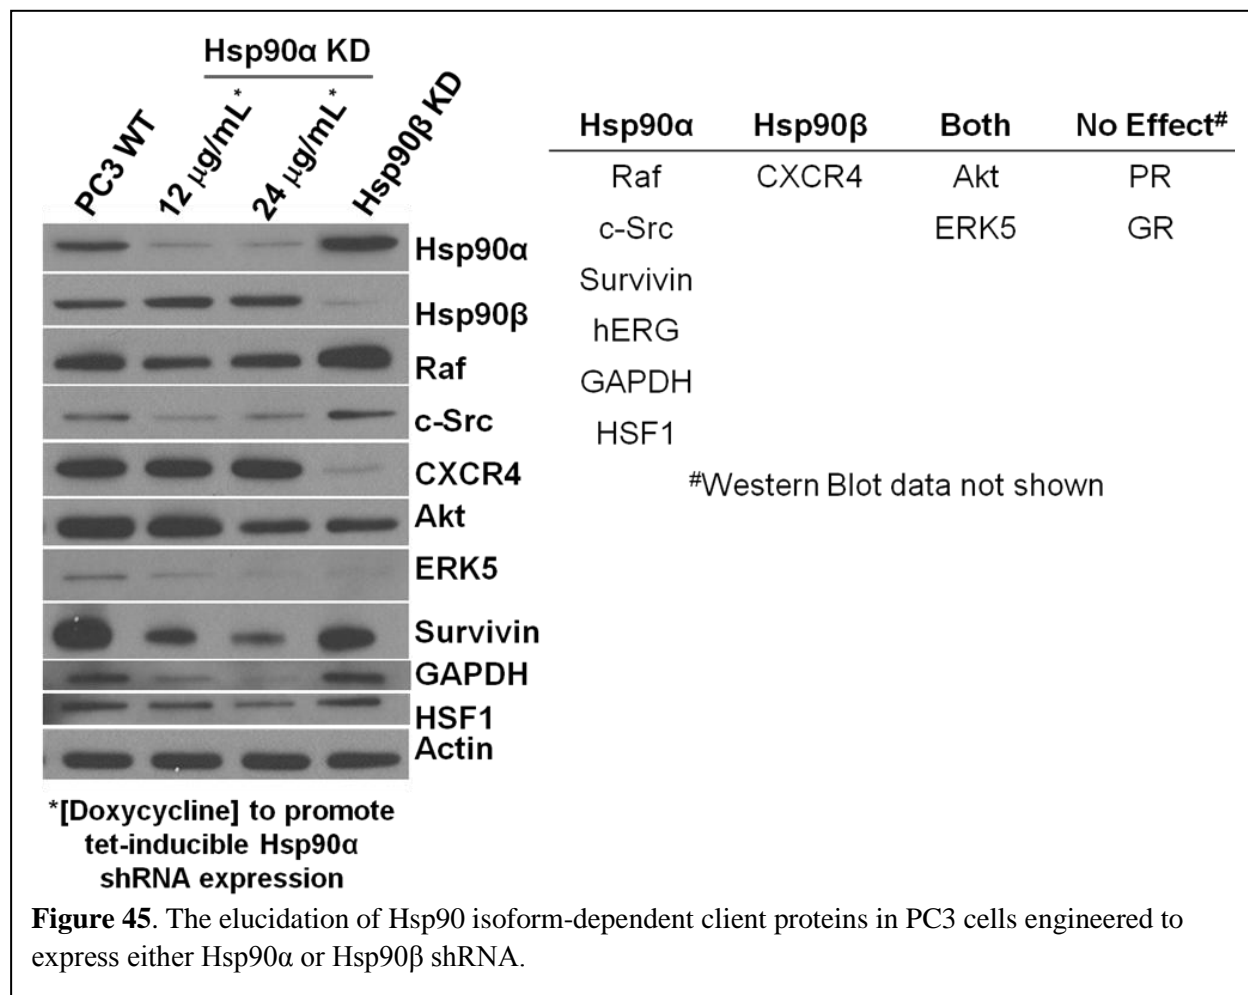 Hsp90α KD
PC3 WT
12 µg/mL*
24 µg/mL*
Hsp90β KD
Hsp90α
Hsp90β
Raf
c-Src
CXCR4
Akt
ERK5
Survivin
GAPDH
HSF1
Actin
*[Doxycycline] to promote
tet-inducible Hsp90α
shRNA expression
Hsp90α Hsp90β Both No Effect#
Raf CXCR4 Akt PR
c-Src ERK5 GR
Survivin
hERG
GAPDH
HSF1
#Western Blot data not shown
Figure 45. The elucidation of Hsp90 isoform-dependent client proteins in PC3 cells engineered to
express either Hsp90α or Hsp90β shRNA.